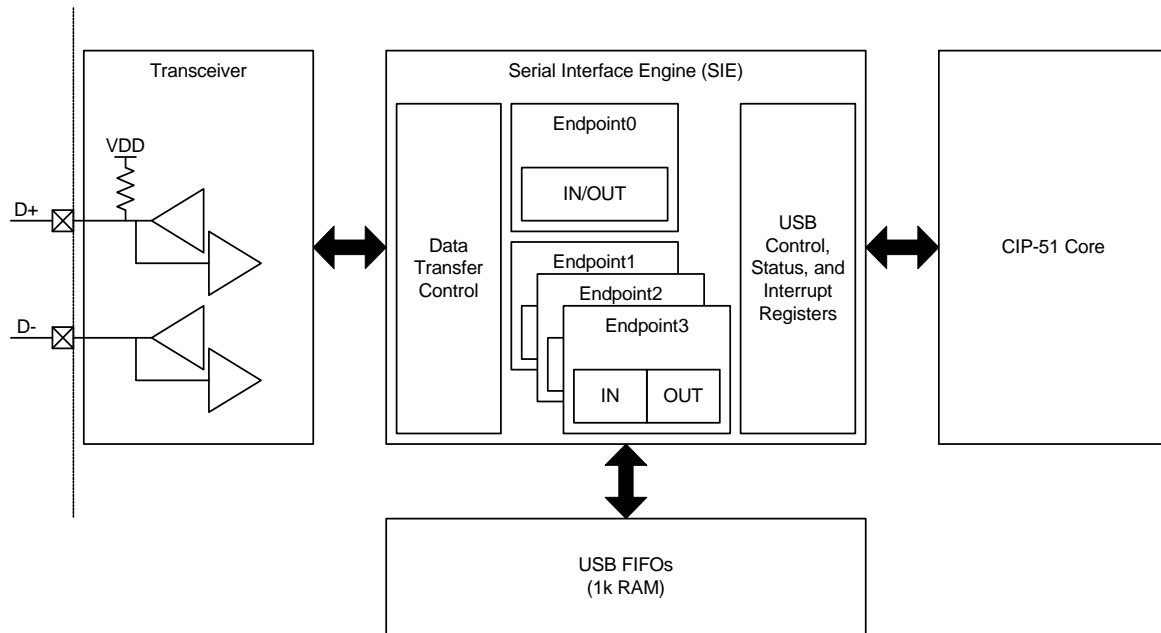 Transceiver
VDD
D+
D-
Serial Interface Engine (SIE)
Data
Transfer
Control
Endpoint0
IN/OUT
Endpoint1
Endpoint2
Endpoint3
IN
OUT
USB
Control,
Status, and
Interrupt
Registers
CIP-51 Core
USB FIFOs
(1k RAM)